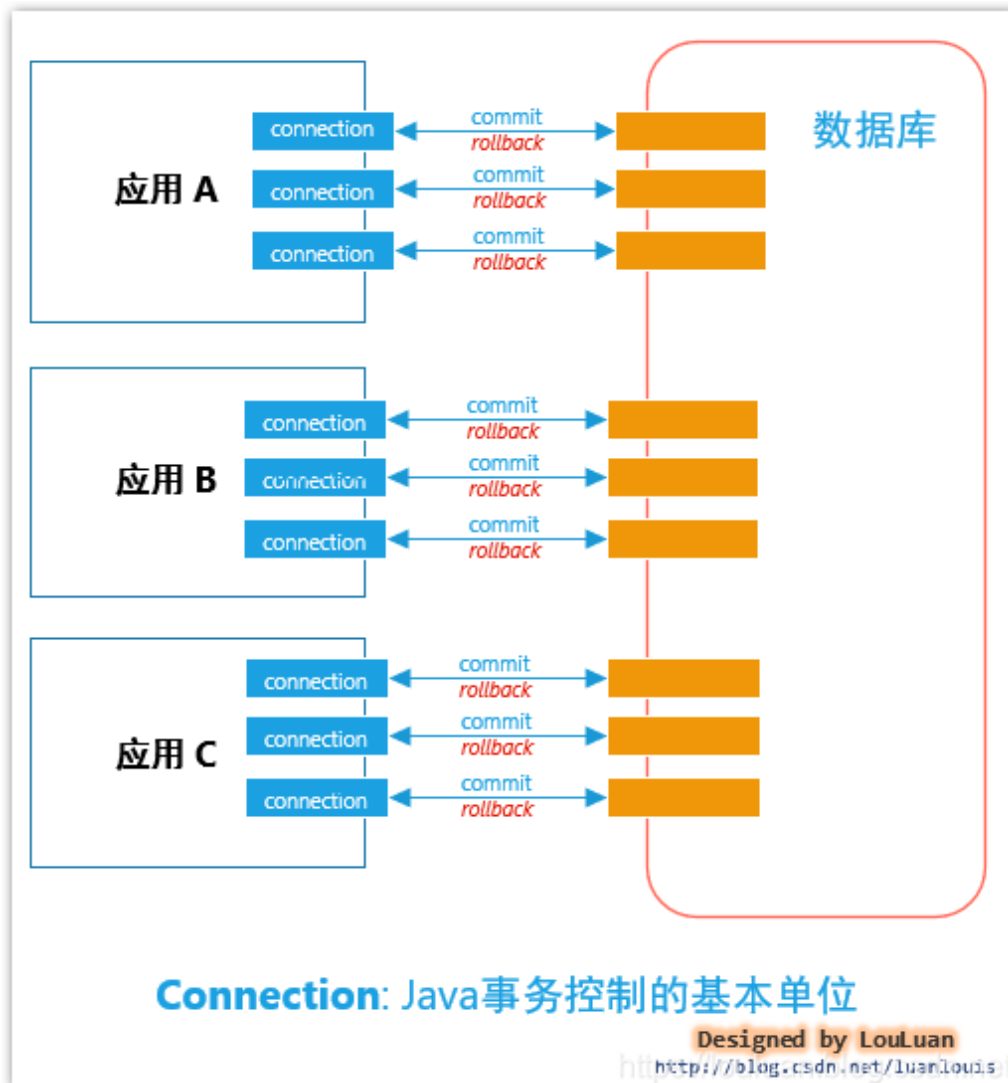 数据库
connection
commit
rollback
应用 A
connection
commit
rollback
connection
commit
rollback
connection
commit
rollback
应用 B
connection
commit
rollback
connection
commit
rollback
connection
commit
rollback
应用 C
connection
commit
rollback
connection
commit
rollback
Connection: Java事务控制的基本单位
Designed by LouLuan
http://blog.csdn.net/luanlouis